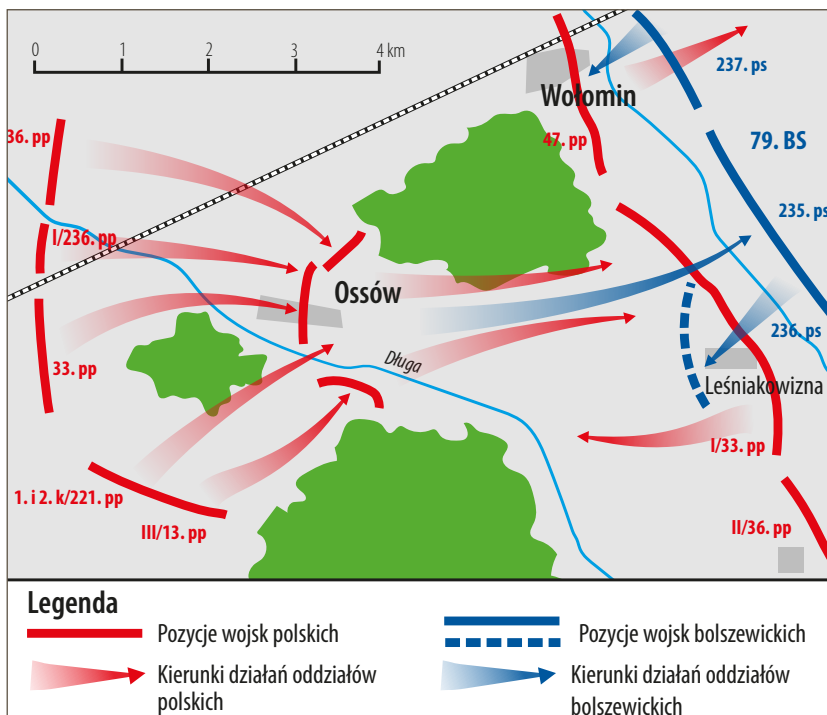 0 1 2 3 4 km
237. ps
Wołomin
36. pp
47. pp
79. BS
235. ps
I/236. pp
Ossów
236. ps
Długa
33. pp
Leśniakowizna
I/33. pp
1. i 2. k/221. pp
III/13. pp
II/36. pp
Legenda
Pozycje wojsk polskich
Pozycje wojsk bolszewickich
Kierunki działań oddziałów
polskich
Kierunki działań oddziałów
bolszewickich